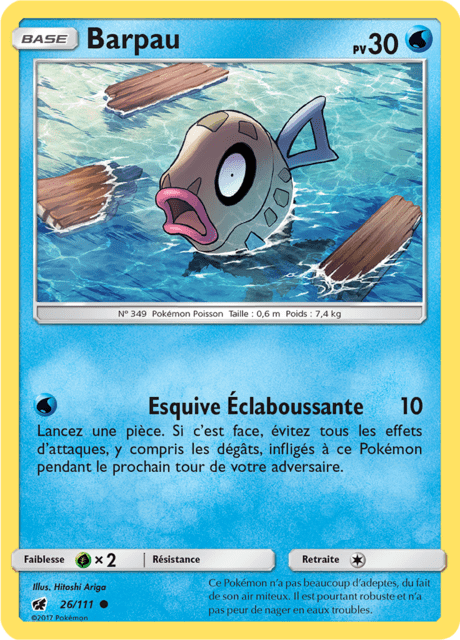 BASE Barpau PV30
N° 349 Pokémon Poisson Taille : 0,6 m Poids : 7,4 kg
Esquive Éclaboussante 10
Lancez une pièce. Si c'est face, évitez tous les effets
d'attaques, y compris les dégâts, infligés à ce Pokémon
pendant le prochain tour de votre adversaire.
Faiblesse ×2 Résistance Retraite
Illus. Hitoshi Ariga
26/111
©2017 Pokémon
Ce Pokémon n'a pas beaucoup d'adeptes, du fait
de son air miteux. Il est pourtant robuste et n'a
pas peur de nager en eaux troubles.